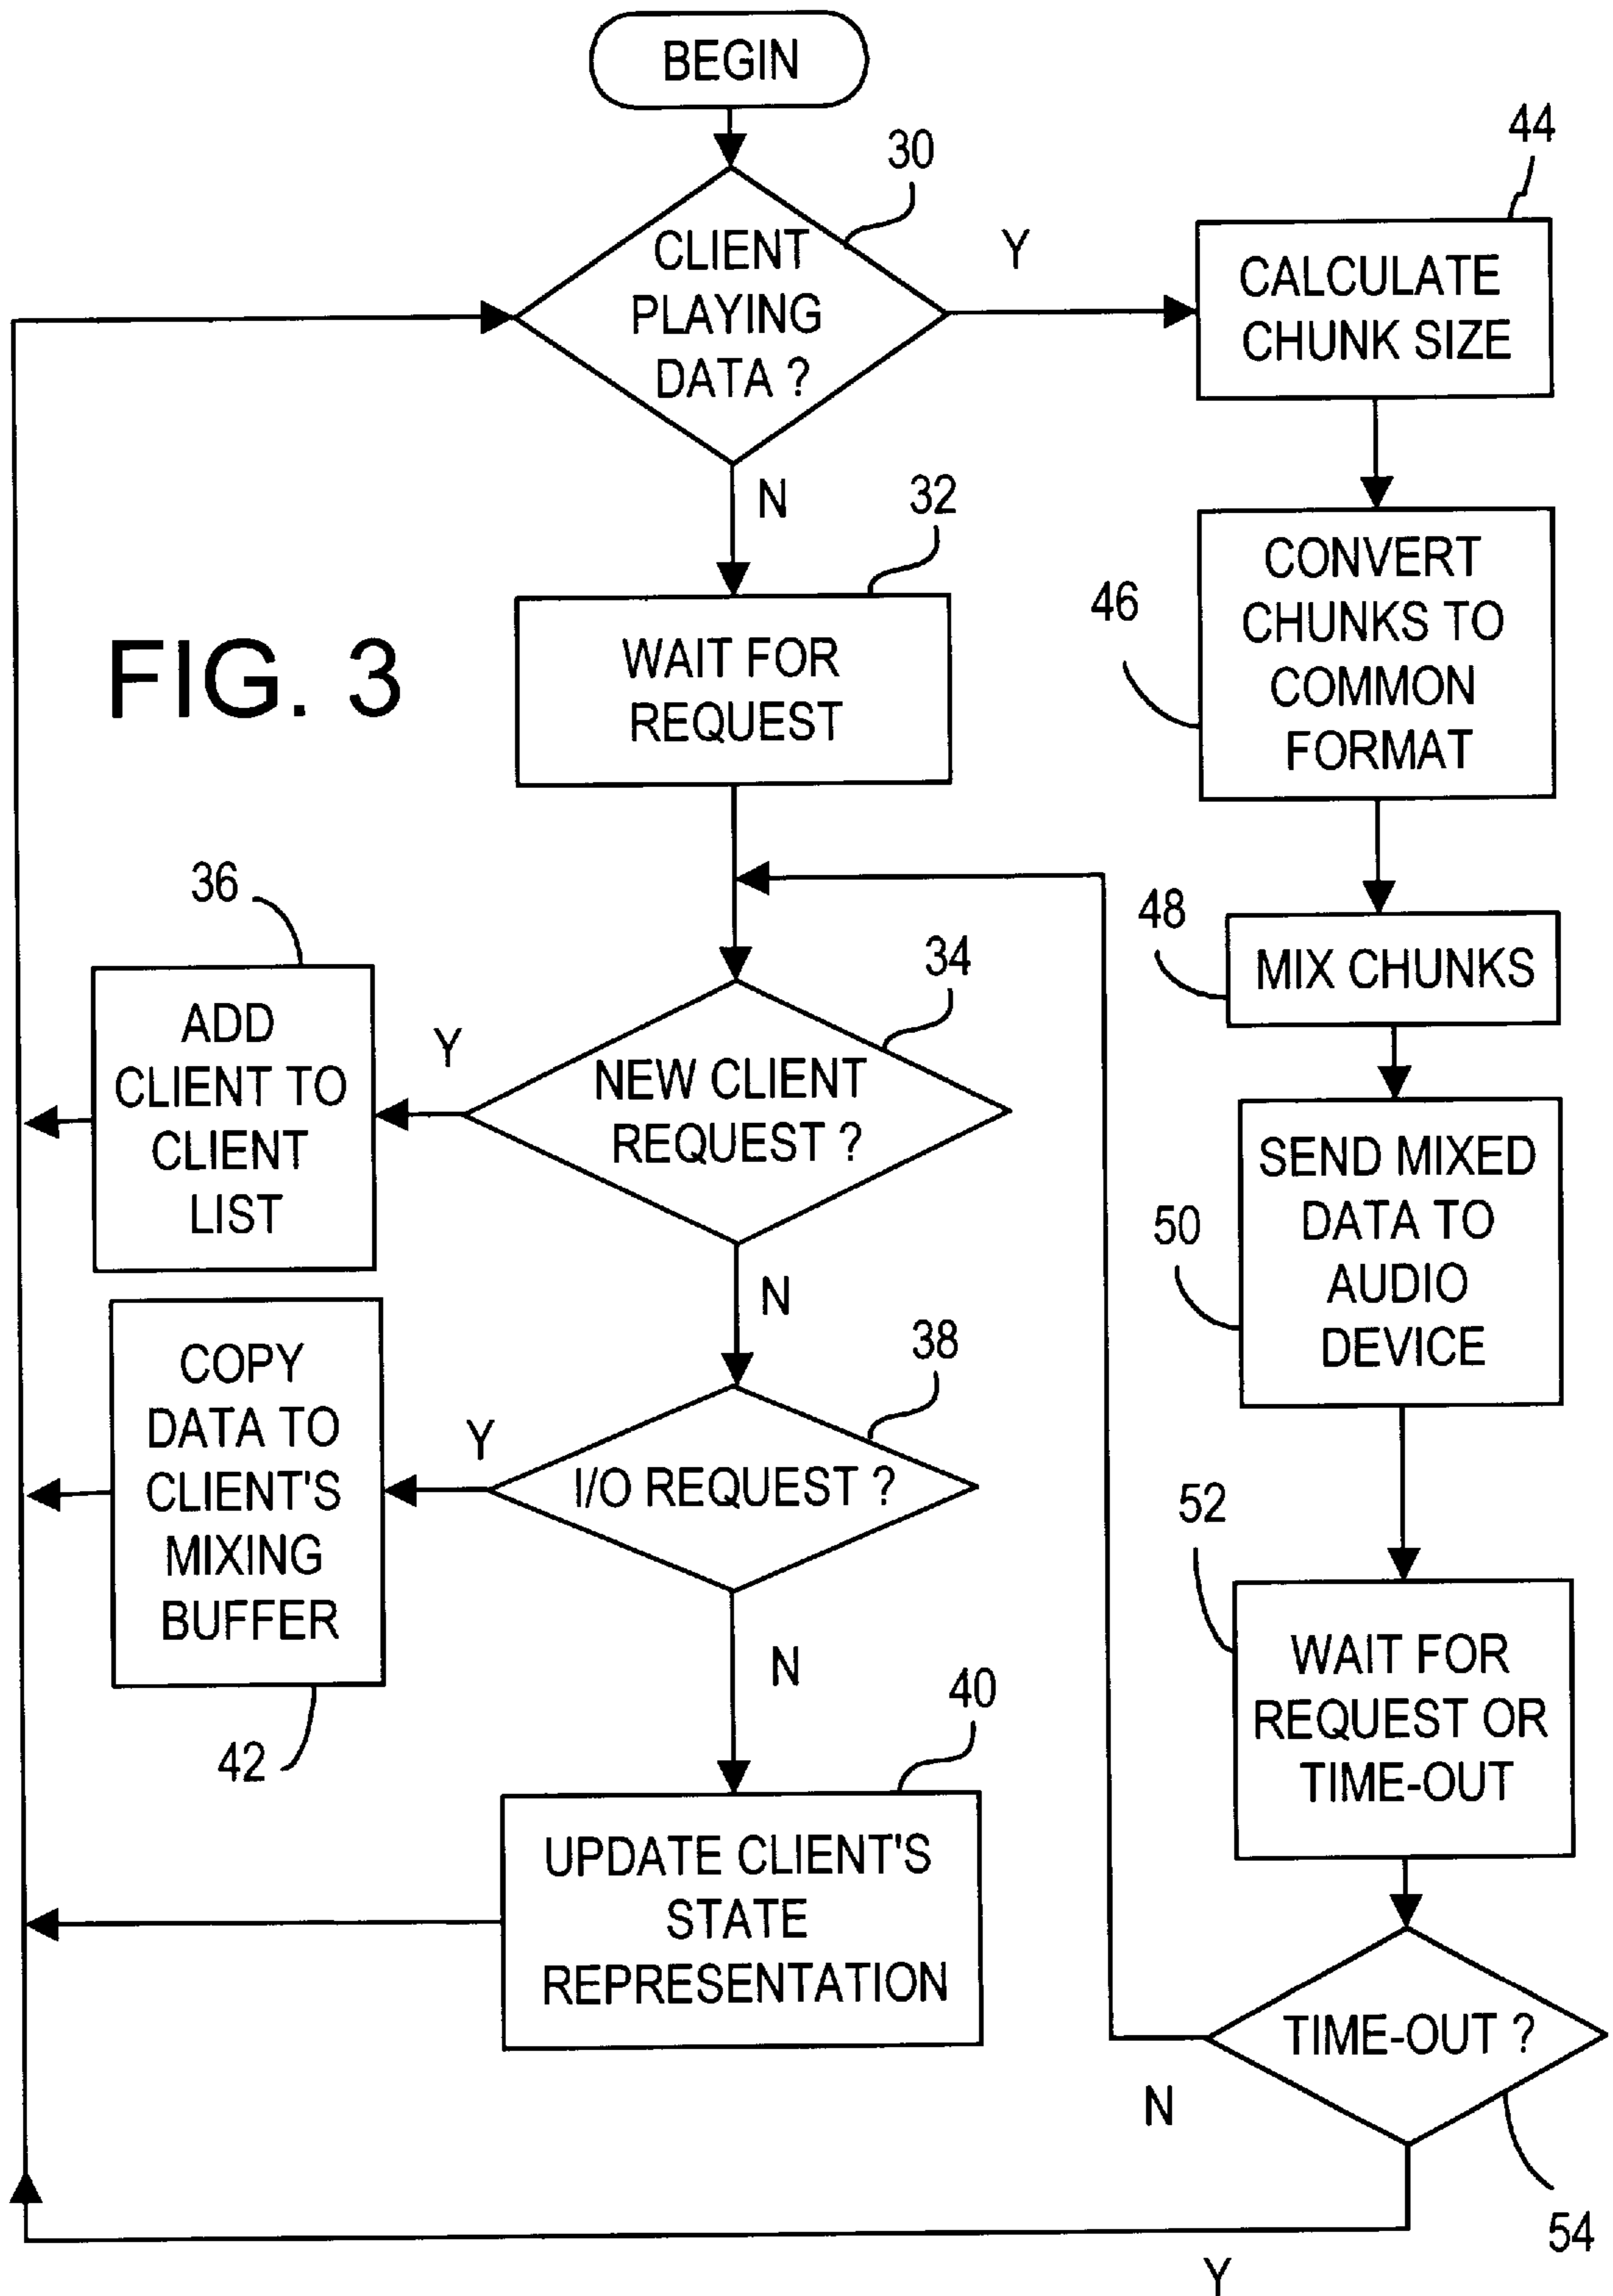 BEGIN
30
CLIENT
PLAYING
DATA ?
Y
44
CALCULATE
CHUNK SIZE
N
32
WAIT FOR
REQUEST
FIG. 3
46
CONVERT
CHUNKS TO
COMMON
FORMAT
36
ADD
CLIENT TO
CLIENT
LIST
Y
34
NEW CLIENT
REQUEST ?
48
MIX CHUNKS
N
50
SEND MIXED
DATA TO
AUDIO
DEVICE
COPY
DATA TO
CLIENT'S
MIXING
BUFFER
42
Y
38
I/O REQUEST ?
N
52
WAIT FOR
REQUEST OR
TIME-OUT
40
UPDATE CLIENT'S
STATE
REPRESENTATION
TIME-OUT ?
N
54
Y